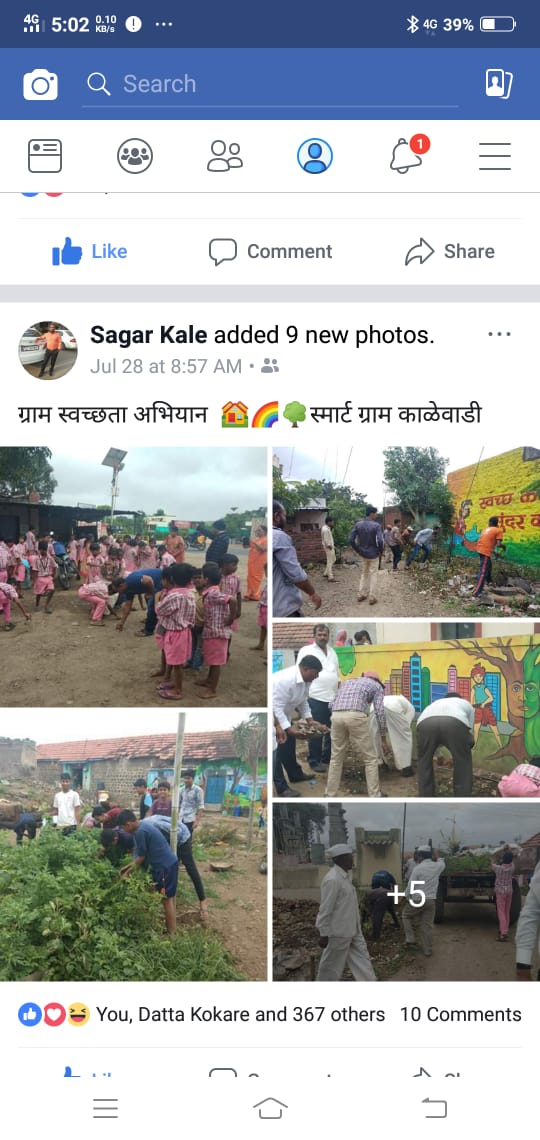 4G 5:02 0.10 KB/s ... 4G 39%
Search
1
Like Comment Share
Sagar Kale added 9 new photos. ...
Jul 28 at 8:57 AM •
ग्राम स्वच्छता अभियान 🏠🌈🌳स्मार्ट ग्राम काळेवाडी
स्वच्छ
+5
You, Datta Kokare and 367 others 10 Comments